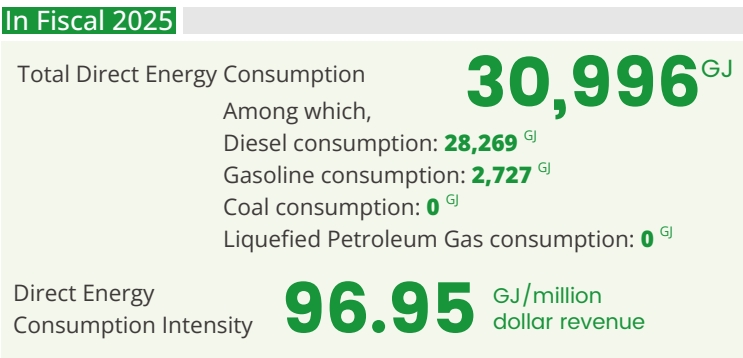 In Fiscal 2025
Total Direct Energy Consumption 30,996 GJ
Among which,
Diesel consumption: 28,269 GJ
Gasoline consumption: 2,727 GJ
Coal consumption: 0 GJ
Liquefied Petroleum Gas consumption: 0 GJ
Direct Energy
Consumption Intensity
96.95
GJ/million
dollar revenue